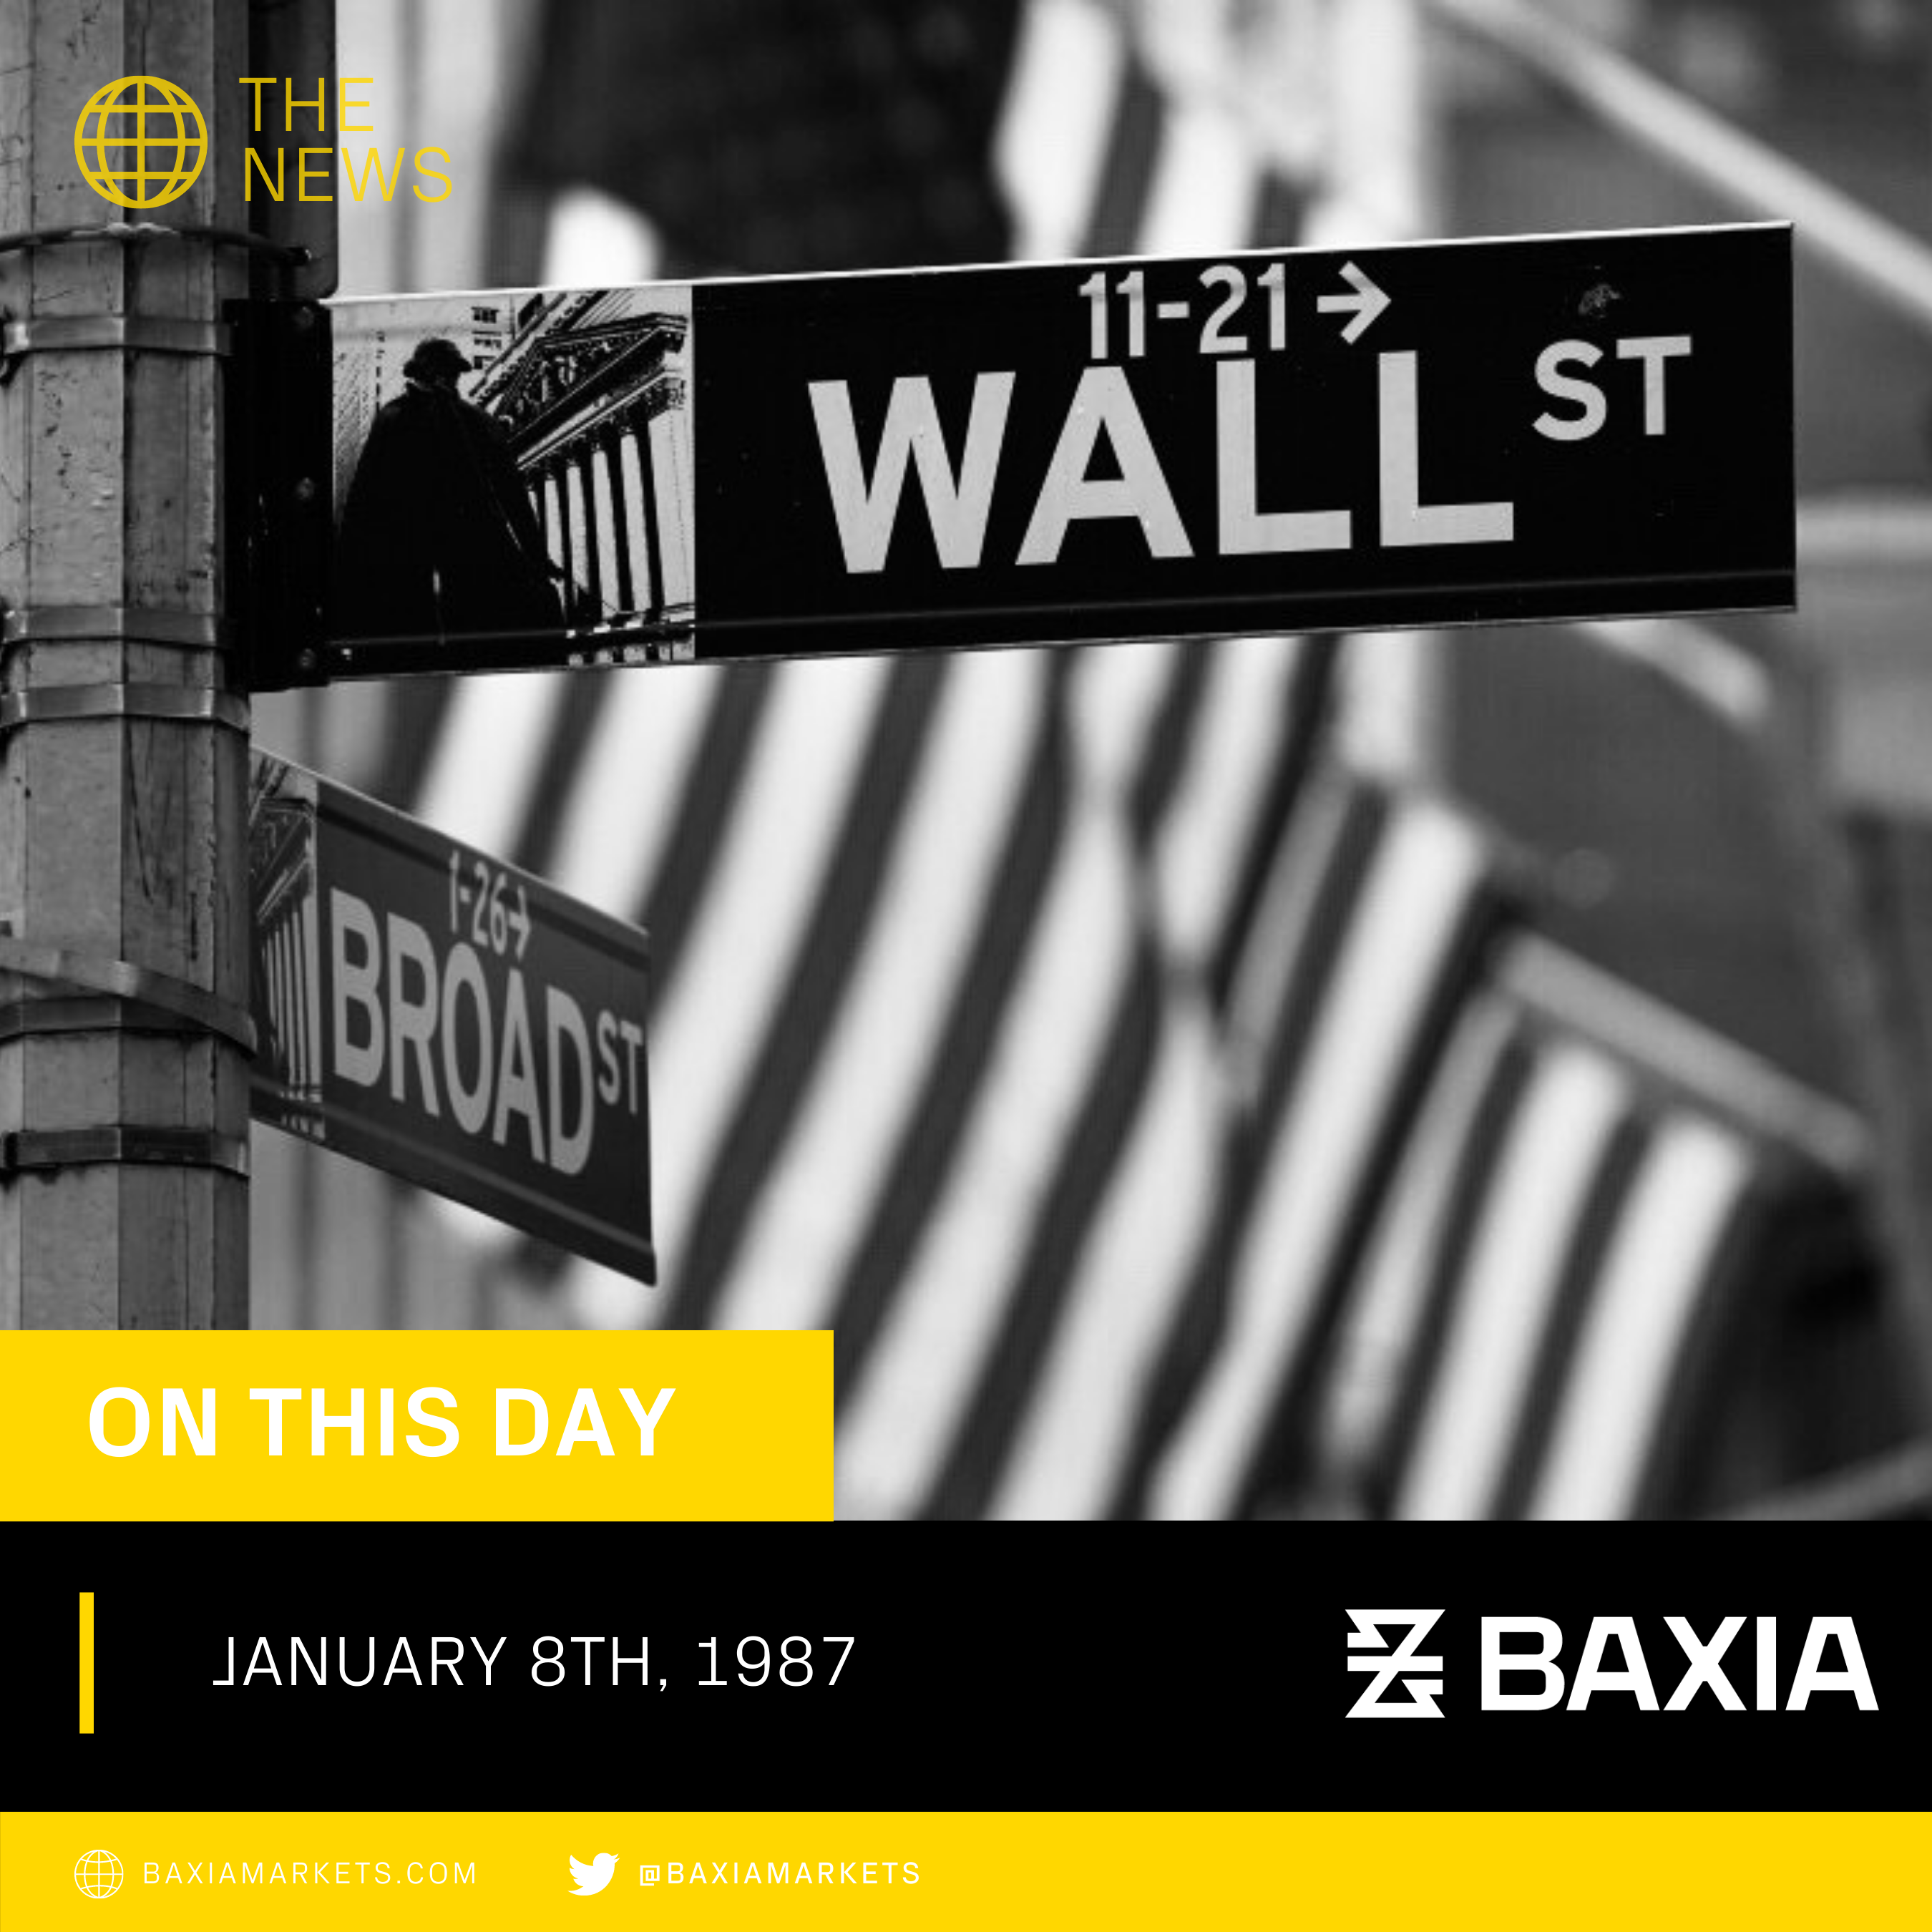 THE
NEWS
11-21→
WALL ST
1-26→
BROAD ST
ON THIS DAY
JANUARY 8TH, 1987
BAXIA
BAXIAMARKETS.COM
@BAXIAMARKETS